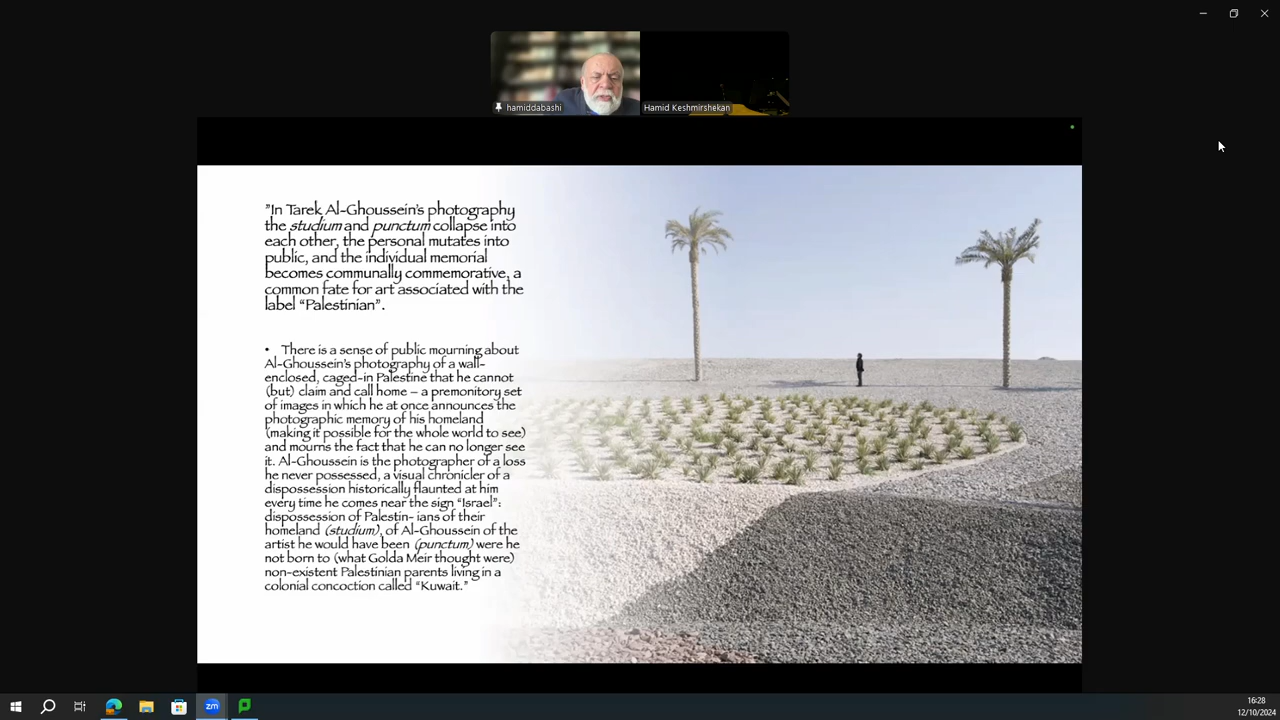 hamiddabashi
Hamid Keshmirshekan
"In Tarek Al-Ghoussein's photography
the studium and punctum collapse into
each other, the personal mutates into
public, and the individual memorial
becomes communally commemorative, a
common fate for art associated with the
label "Palestinian".
• There is a sense of public mourning about
Al-Ghoussein's photography of a wall-
enclosed, caged-in Palestine that he cannot
(but) claim and call home – a premonitory set
of images in which he at once announces the
photographic memory of his homeland
(making it possible for the whole world to see)
and mourns the fact that he can no longer see
it. Al-Ghoussein is the photographer of a loss
he never possessed, a visual chronicler of a
dispossession historically flaunted at him
every time he comes near the sign "Israel":
dispossession of Palestin- ians of their
homeland (studium), of Al-Ghoussein of the
artist he would have been (punctum) were he
not born to (what Golda Meir thought were)
non-existent Palestinian parents living in a
colonial concoction called "Kuwait."
zm
16:28
12/10/2024